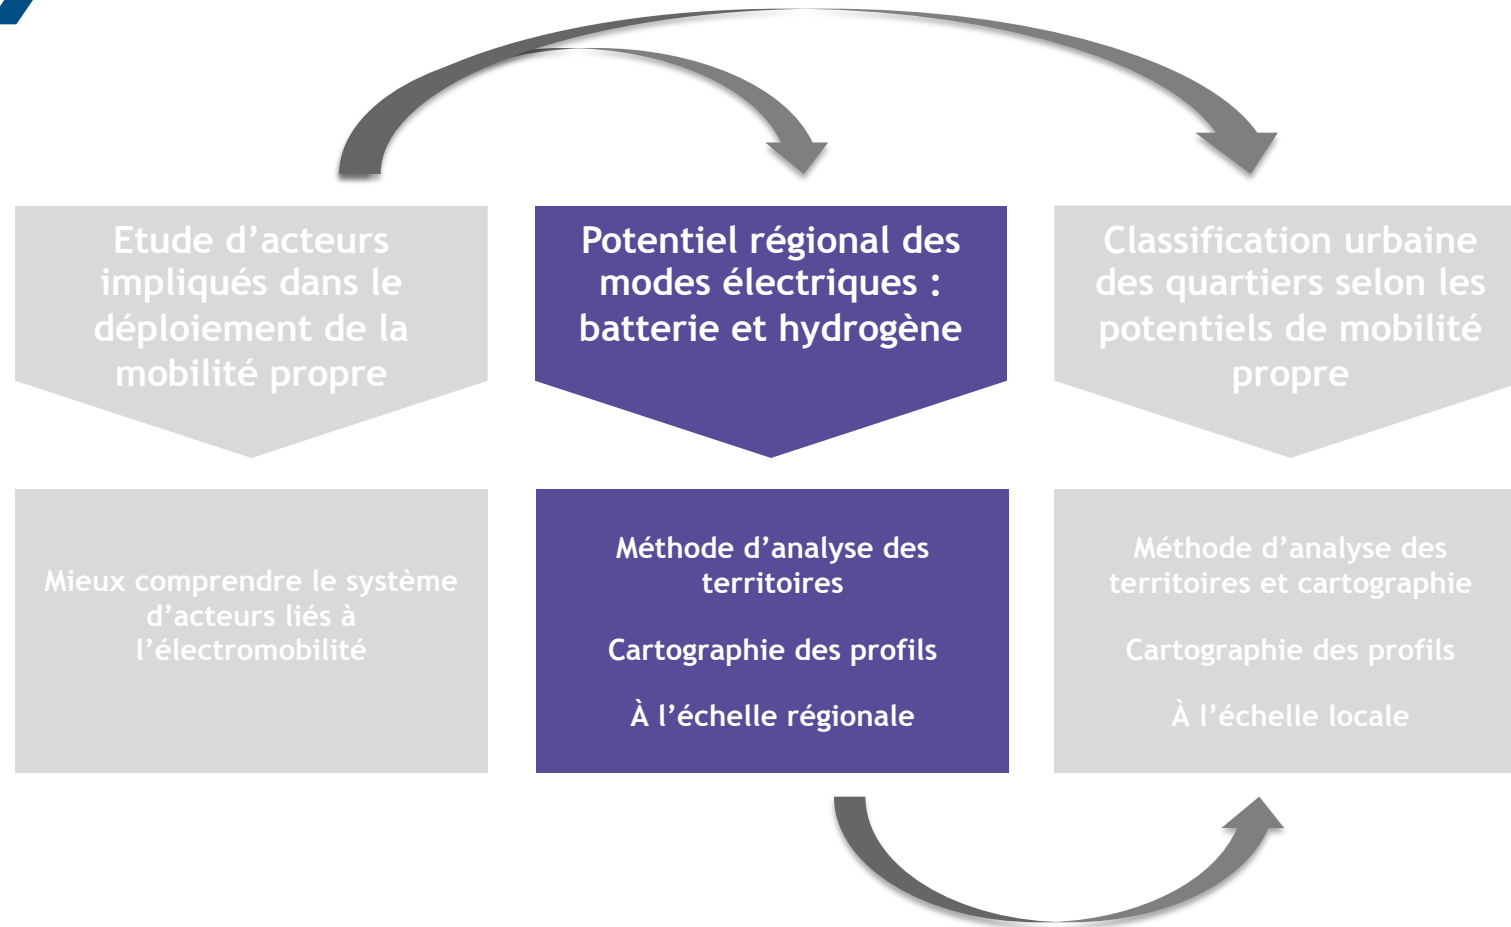 Etude d’acteurs
impliqués dans le
déploiement de la
mobilité propre
Potentiel régional des
modes électriques :
batterie et hydrogène
Classification urbaine
des quartiers selon les
potentiels de mobilité
propre
Mieux comprendre le système
d’acteurs liés à
l’électromobilité
Méthode d’analyse des
territoires
Cartographie des profils
À l’échelle régionale
Méthode d’analyse des
territoires et cartographie
Cartographie des profils
À l’échelle locale